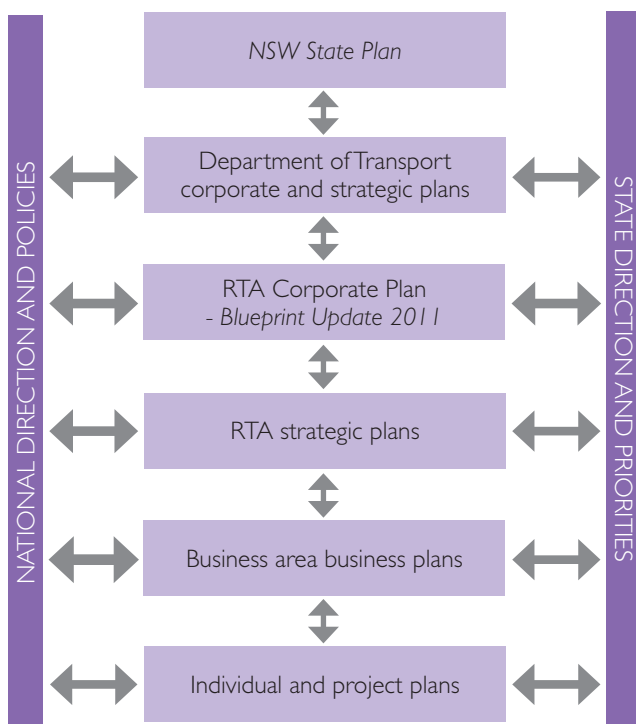 NSW State Plan
NATIONAL DIRECTION AND POLICIES
Department of Transport
corporate and strategic plans
STATE DIRECTION AND PRIORITIES
RTA Corporate Plan
- Blueprint Update 2011
RTA strategic plans
Business area business plans
Individual and project plans